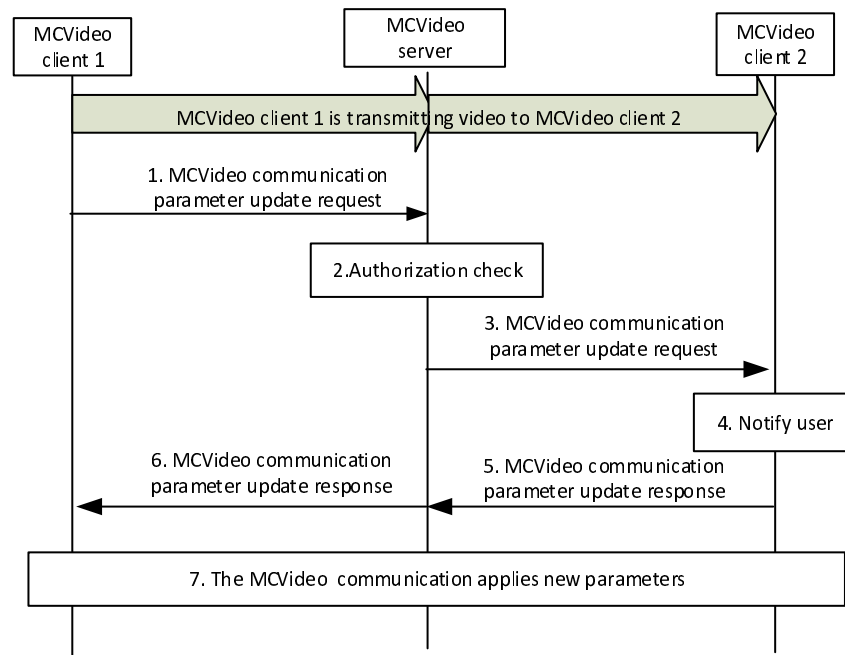 MCVideo
client 1
MCVideo
server
MCVideo
client 2
MCVideo client 1 is transmitting video to MCVideo client 2
1. MCVideo communication
parameter update request
2.Authorization check
3. MCVideo communication
parameter update request
4. Notify user
6. MCVideo communication
parameter update response
5. MCVideo communication
parameter update response
7. The MCVideo communication applies new parameters